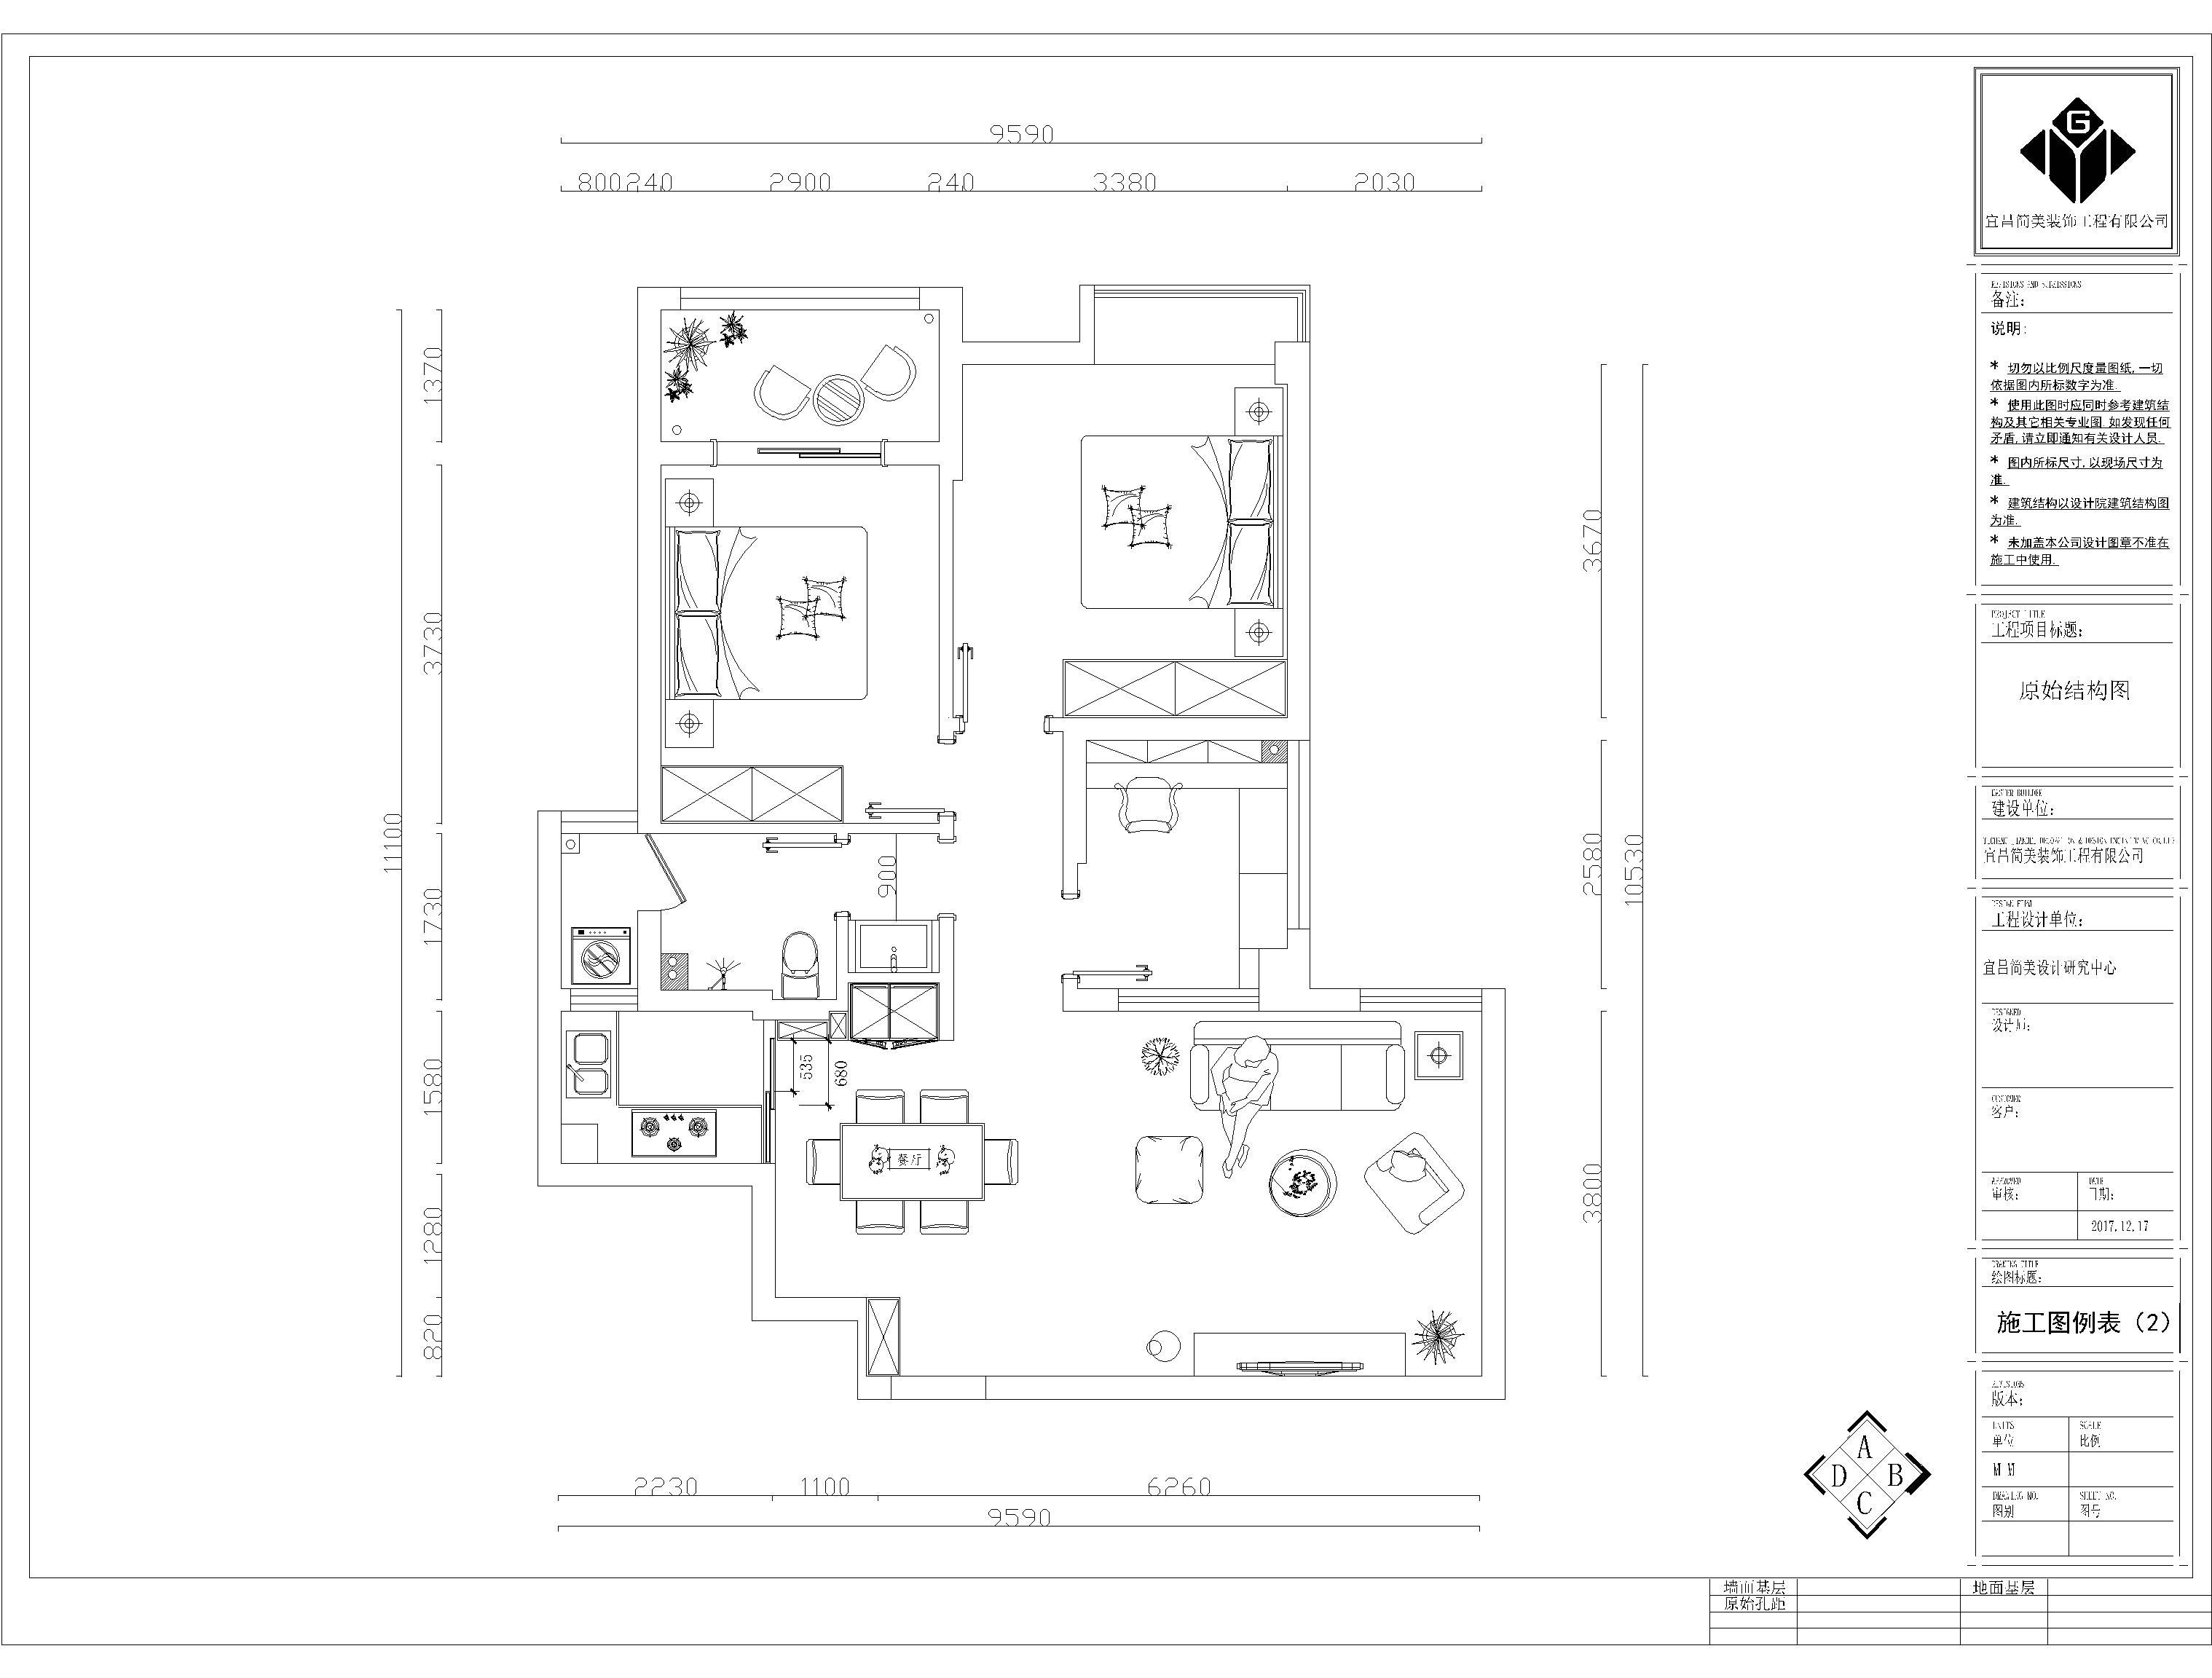 9590
800 240 2900 240 3380 2030
1370
3730
1730
1580
1280
820
11100
3670
2580
3800
10530
900
535
680
餐厅
2230 1100 6260
9590
A
D B
C
G
宜昌简美装饰工程有限公司
备注:
说明:
* 切勿以比例尺度量图纸,一切
依据图内所标数字为准.
* 使用此图时应同时参考建筑结
构及其它相关专业图.如发现任何
矛盾,请立即通知有关设计人员.
* 图内所标尺寸,以现场尺寸为
准.
* 建筑结构以设计院建筑结构图
为准.
* 未加盖本公司设计图章不准在
施工中使用.
PROJECT TITLE
工程项目标题:
原始结构图
建设单位:
宜昌简美装饰工程有限公司
DESIGN FIRM
工程设计单位:
宜昌简美设计研究中心
DESIGNED
设计师:
CUSTOMER
客户:
APPROVED DATE
审核: 日期:
2017.12.17
DRAWING TITLE
绘图标题:
施工图例表（2）
版本:
UNITS SCALE
单位 比例
M M
DRAWING NO. SHEET NO.
图别 图号
墙面基层 地面基层
原始孔距